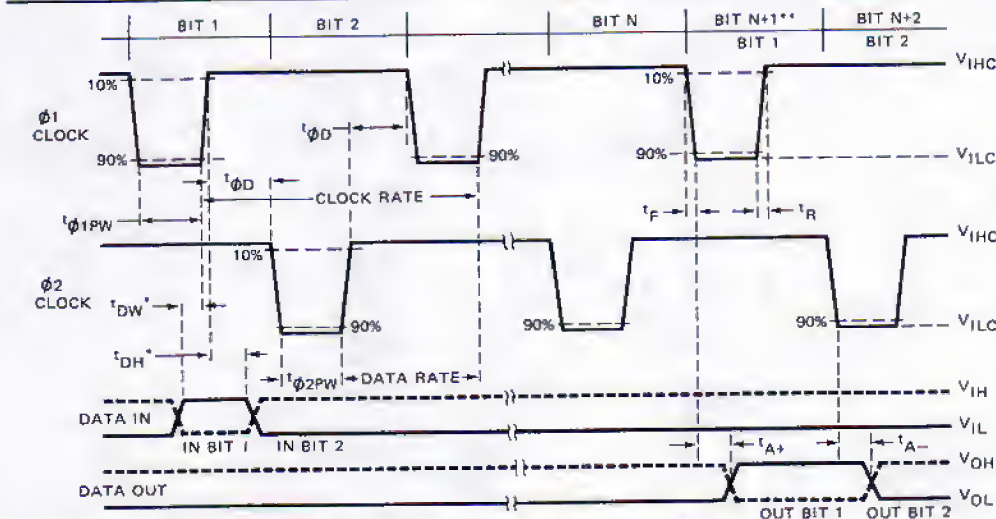 BIT 1 BIT 2 BIT N BIT N+1** BIT N+2
BIT 1 BIT 2
10% 10% VIHC
ϕ1
CLOCK
tϕD
90% 90% 90% VILC
tϕD
CLOCK RATE
tϕ1PW tF tR
10% VIHC
ϕ2
CLOCK
tDW*
90% 90% VILC
tDH*
tϕ2PW DATA RATE
VIH
DATA IN
VIL
IN BIT 1 IN BIT 2
tA+ tA−
VOH
DATA OUT
VOL
OUT BIT 1 OUT BIT 2